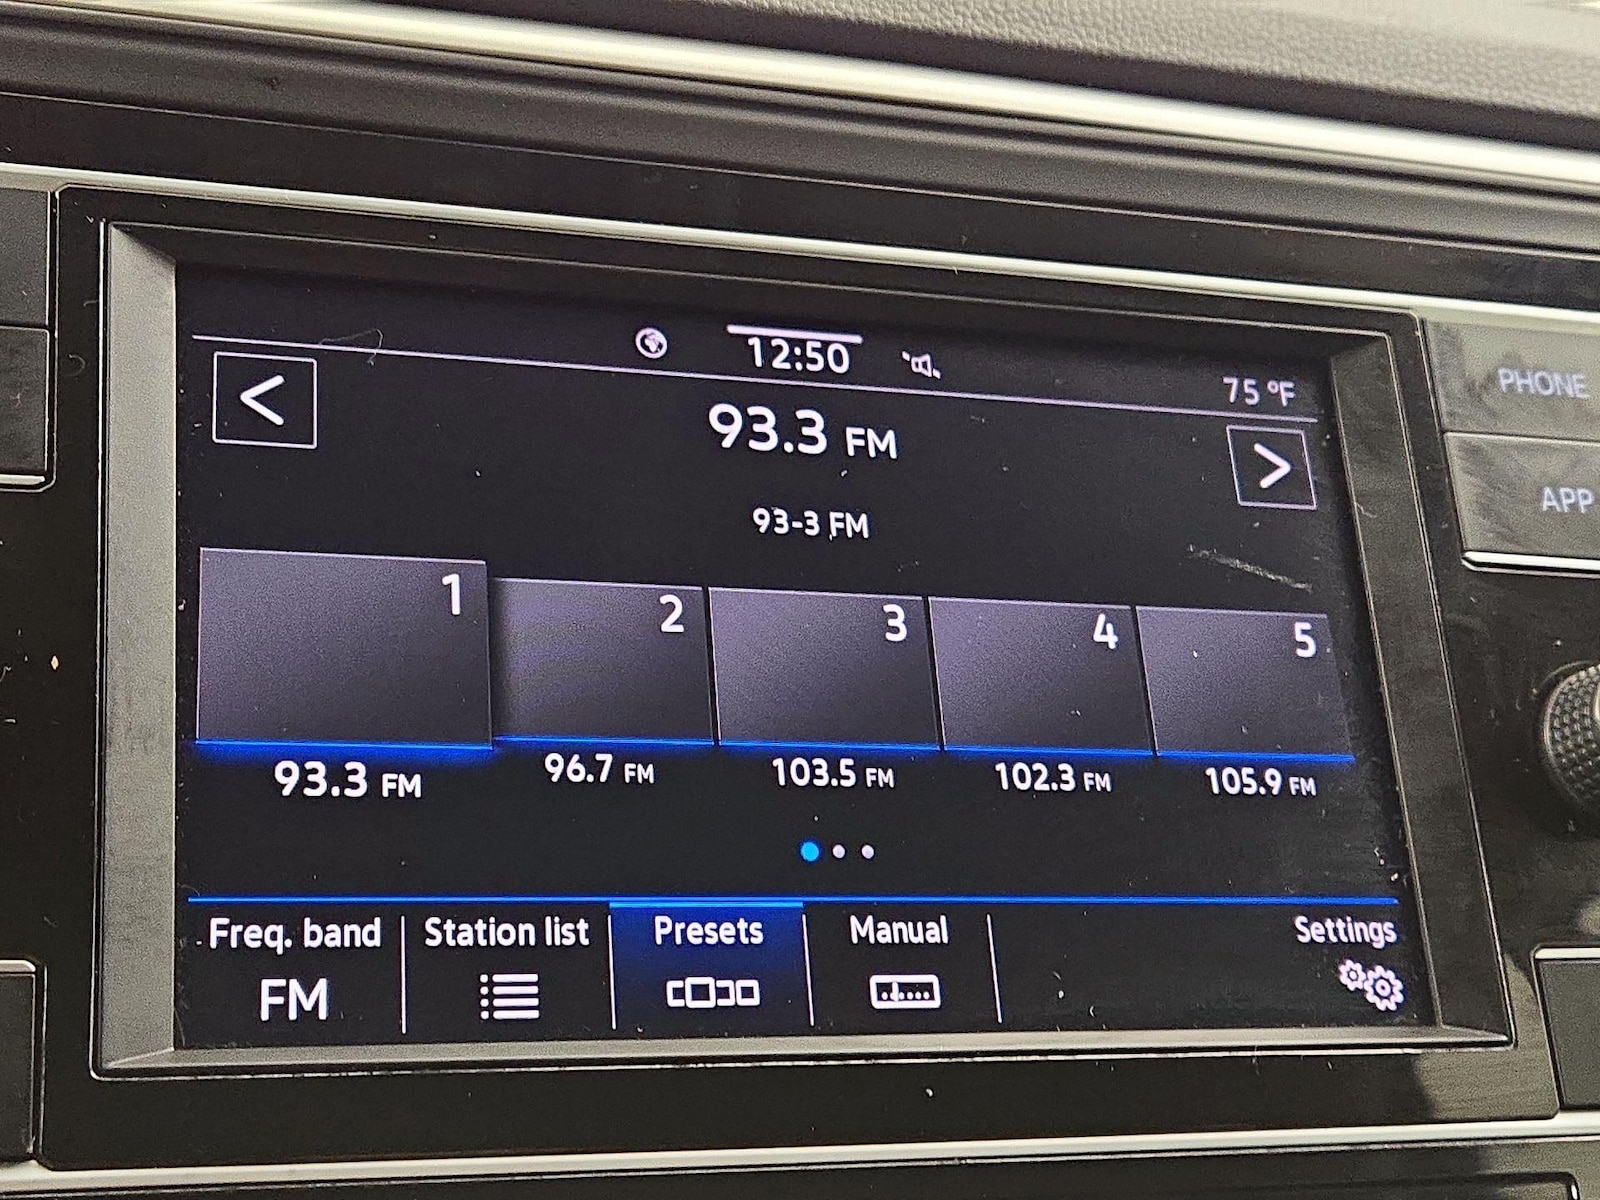 12:50
75 °F
<
93.3 FM
>
93-3 FM
1 2 3 4 5
93.3 FM 96.7 FM 103.5 FM 102.3 FM 105.9 FM
Freq. band Station list Presets Manual Settings
FM
PHONE
APP